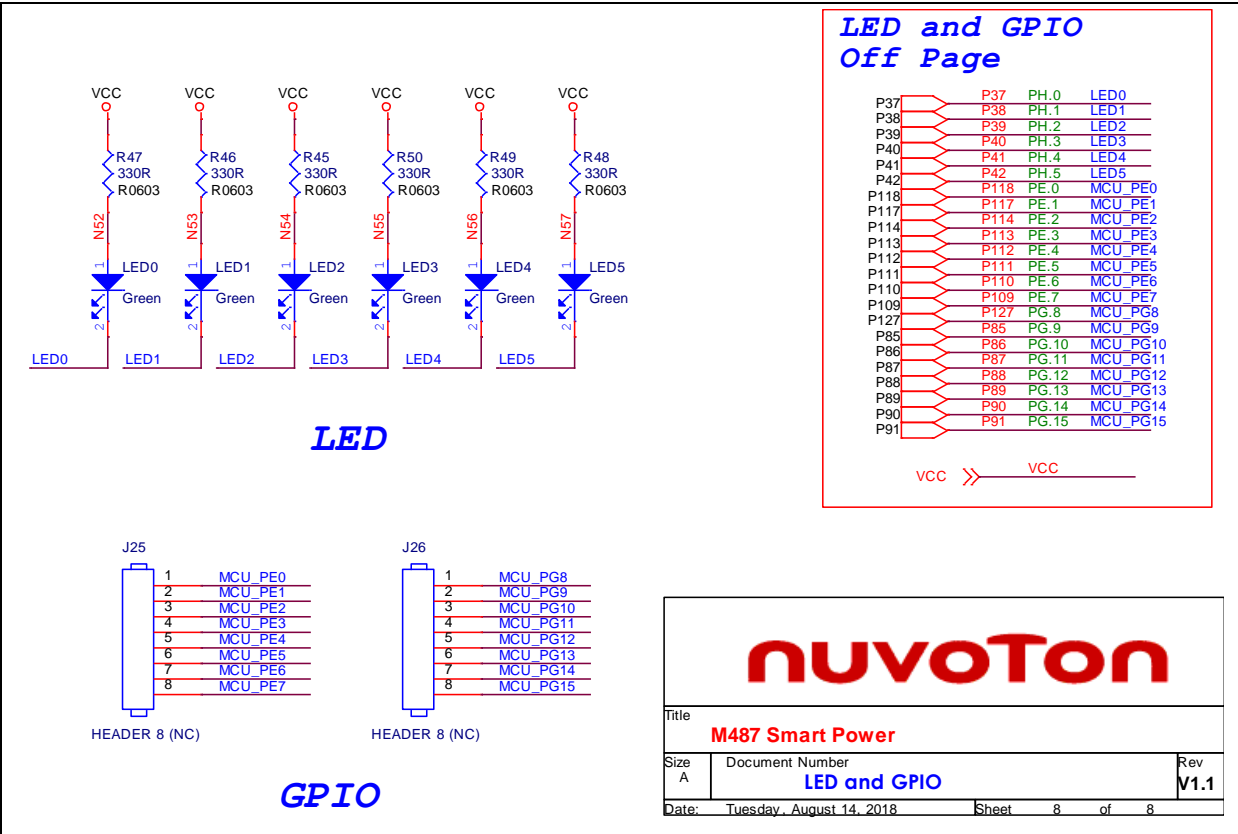 LED and GPIO
Off Page
VCC VCC VCC VCC VCC VCC
R47 R46 R45 R50 R49 R48
330R 330R 330R 330R 330R 330R
R0603 R0603 R0603 R0603 R0603 R0603
N52 N53 N54 N55 N56 N57
1 1 1 1 1 1
LED0 LED1 LED2 LED3 LED4 LED5
Green Green Green Green Green Green
2 2 2 2 2 2
LED0 LED1 LED2 LED3 LED4 LED5
LED
P37 P37 PH.0 LED0
P38 P38 PH.1 LED1
P39 P39 PH.2 LED2
P40 P40 PH.3 LED3
P41 P41 PH.4 LED4
P42 P42 PH.5 LED5
P118 P118 PE.0 MCU_PE0
P117 P117 PE.1 MCU_PE1
P114 P114 PE.2 MCU_PE2
P113 P113 PE.3 MCU_PE3
P112 P112 PE.4 MCU_PE4
P111 P111 PE.5 MCU_PE5
P110 P110 PE.6 MCU_PE6
P109 P109 PE.7 MCU_PE7
P127 P127 PG.8 MCU_PG8
P85 P85 PG.9 MCU_PG9
P86 P86 PG.10 MCU_PG10
P87 P87 PG.11 MCU_PG11
P88 P88 PG.12 MCU_PG12
P89 P89 PG.13 MCU_PG13
P90 P90 PG.14 MCU_PG14
P91 P91 PG.15 MCU_PG15
VCC VCC
J25
1 MCU_PE0
2 MCU_PE1
3 MCU_PE2
4 MCU_PE3
5 MCU_PE4
6 MCU_PE5
7 MCU_PE6
8 MCU_PE7
HEADER 8 (NC)
J26
1 MCU_PG8
2 MCU_PG9
3 MCU_PG10
4 MCU_PG11
5 MCU_PG12
6 MCU_PG13
7 MCU_PG14
8 MCU_PG15
HEADER 8 (NC)
GPIO
nuvoTon
Title
M487 Smart Power
Size Document Number Rev
A LED and GPIO V1.1
Date: Tuesday, August 14, 2018 Sheet 8 of 8